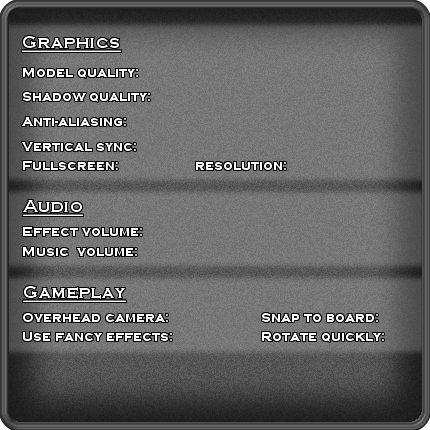 Graphics
Model quality:
Shadow quality:
Anti-aliasing:
Vertical sync:
Fullscreen: Resolution:
Audio
Effect volume:
Music volume:
Gameplay
Overhead camera: Snap to board:
Use fancy effects: Rotate quickly: